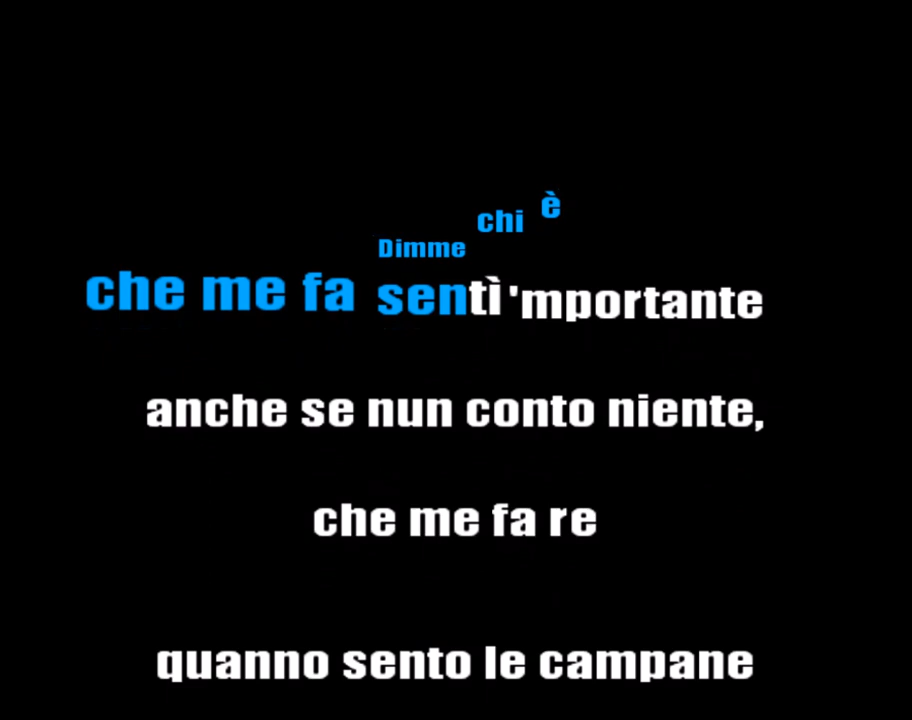 Dimme chi è
che me fa sentì 'mportante
anche se nun conto niente,
che me fa re
quanno sento le campane